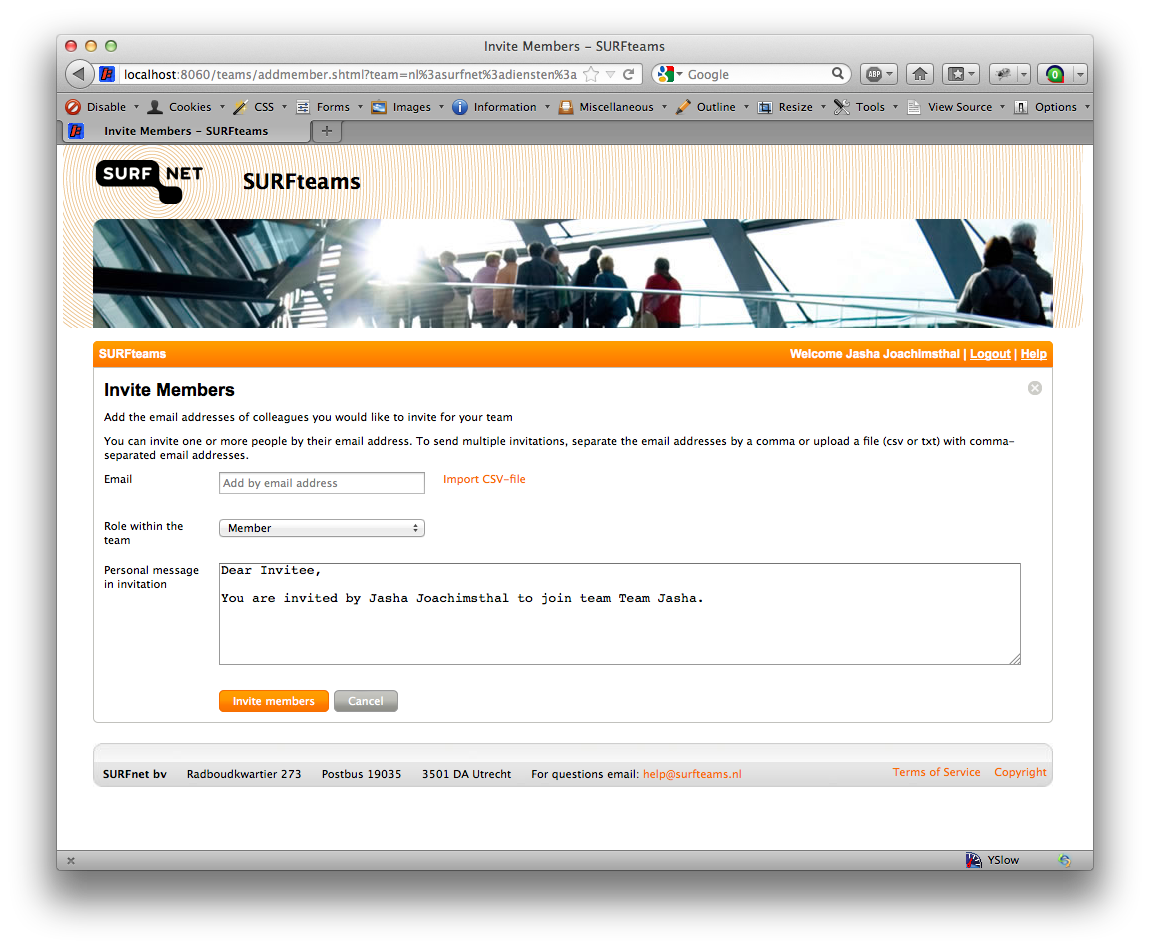 Invite Members – SURFteams
localhost:8060/teams/addmember.shtml?team=nl%3asurfnet%3adiensten%3a Google ABP 0
Disable Cookies CSS Forms Images Information Miscellaneous Outline Resize Tools View Source Options
Invite Members – SURFteams +
SURF NET SURFteams
SURFteams Welcome Jasha Joachimsthal | Logout | Help
Invite Members
Add the email addresses of colleagues you would like to invite for your team
You can invite one or more people by their email address. To send multiple invitations, separate the email addresses by a comma or upload a file (csv or txt) with comma-
separated email addresses.
Email Add by email address Import CSV-file
Role within the
team
Member
Personal message
in invitation
Dear Invitee,
You are invited by Jasha Joachimsthal to join team Team Jasha.
Invite members Cancel
SURFnet bv Radboudkwartier 273 Postbus 19035 3501 DA Utrecht For questions email: help@surfteams.nl Terms of Service Copyright
YSlow